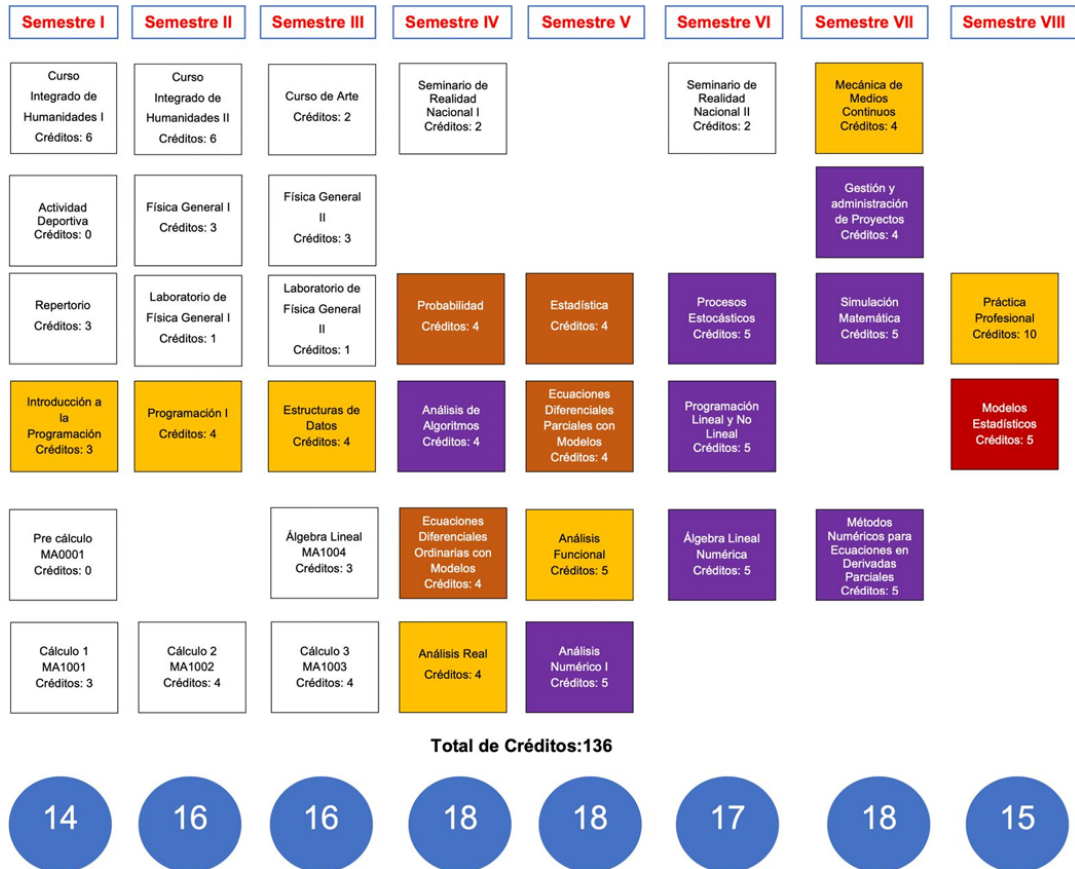 Semestre I
Semestre II
Semestre III
Semestre IV
Semestre V
Semestre VI
Semestre VII
Semestre VIII
Curso
Integrado de
Humanidades I
Créditos: 6
Curso
Integrado de
Humanidades II
Créditos: 6
Curso de Arte
Créditos: 2
Seminario de
Realidad
Nacional I
Créditos: 2
Seminario de
Realidad
Nacional II
Créditos: 2
Mecánica de
Medios
Continuos
Créditos: 4
Actividad
Deportiva
Créditos: 0
Física General I
Créditos: 3
Física General
II
Créditos: 3
Gestión y
administración
de Proyectos
Créditos: 4
Repertorio
Créditos: 3
Laboratorio de
Física General I
Créditos: 1
Laboratorio de
Física General
II
Créditos: 1
Probabilidad
Créditos: 4
Estadística
Créditos: 4
Procesos
Estocásticos
Créditos: 5
Simulación
Matemática
Créditos: 5
Práctica
Profesional
Créditos: 10
Introducción a
la
Programación
Créditos: 3
Programación I
Créditos: 4
Estructuras de
Datos
Créditos: 4
Análisis de
Algoritmos
Créditos: 4
Ecuaciones
Diferenciales
Parciales con
Modelos
Créditos: 4
Programación
Lineal y No
Lineal
Créditos: 5
Modelos
Estadísticos
Créditos: 5
Pre cálculo
MA0001
Créditos: 0
Álgebra Lineal
MA1004
Créditos: 3
Ecuaciones
Diferenciales
Ordinarias con
Modelos
Créditos: 4
Análisis
Funcional
Créditos: 5
Álgebra Lineal
Numérica
Créditos: 5
Métodos
Numéricos para
Ecuaciones en
Derivadas
Parciales
Créditos: 5
Cálculo 1
MA1001
Créditos: 3
Cálculo 2
MA1002
Créditos: 4
Cálculo 3
MA1003
Créditos: 4
Análisis Real
Créditos: 4
Análisis
Numérico I
Créditos: 5
Total de Créditos:136
14
16
16
18
18
17
18
15